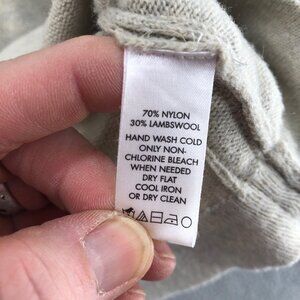 70% NYLON
30% LAMBSWOOL
HAND WASH COLD
ONLY NON-
CHLORINE BLEACH
WHEN NEEDED
DRY FLAT
COOL IRON
OR DRY CLEAN